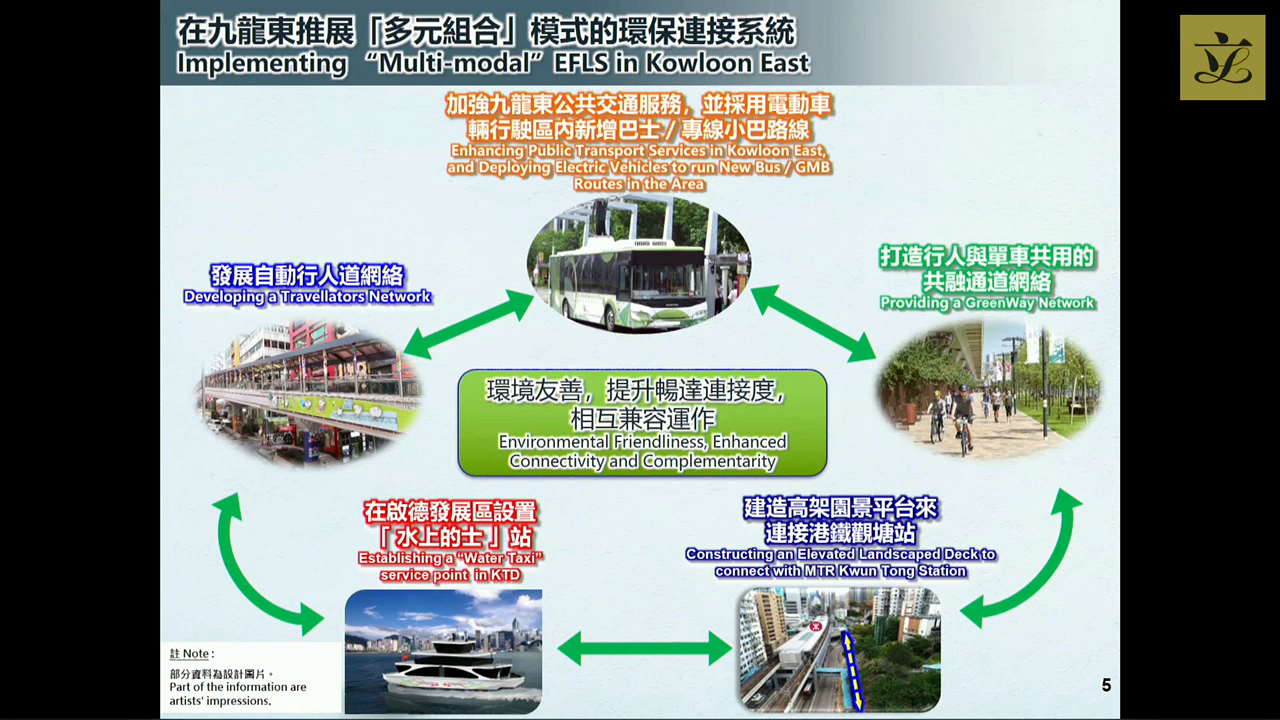 在九龍東推展「多元組合」模式的環保連接系統
Implementing “Multi-modal” EFLS in Kowloon East
立
加強九龍東公共交通服務，並採用電動車
輛行駛區內新增巴士 / 專線小巴路線
Enhancing Public Transport Services in Kowloon East,
and Deploying Electric Vehicles to run New Bus / GMB
Routes in the Area
發展自動行人道網絡
Developing a Travellators Network
打造行人與單車共用的
共融通道網絡
Providing a GreenWay Network
環境友善，提升暢達連接度，
相互兼容運作
Environmental Friendliness, Enhanced
Connectivity and Complementarity
在啟德發展區設置
「 水上的士 」站
Establishing a “Water Taxi”
service point in KTD
建造高架園景平台來
連接港鐵觀塘站
Constructing an Elevated Landscaped Deck to
connect with MTR Kwun Tong Station
註 Note :
部分資料為設計圖片。
Part of the information are
artists' impressions.
5